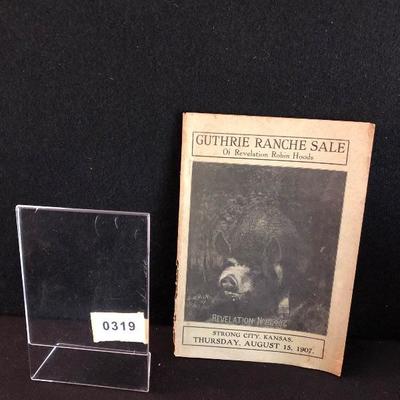 GUTHRIE RANCHE SALE
Of Revelation Robin Hoods
REVELATION
STRONG CITY, KANSAS.
THURSDAY, AUGUST 15, 1907.
0319